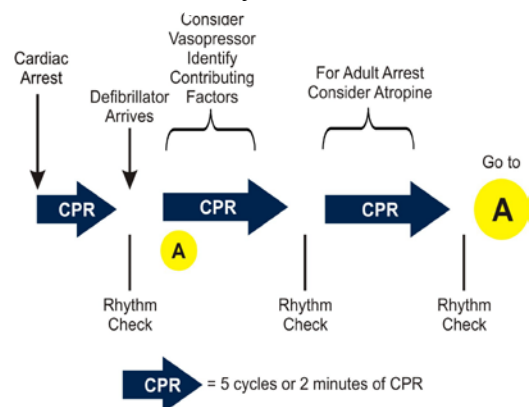 Consider
Vasopressor
Identify
Contributing
Factors
Cardiac
Arrest
Defibrillator
Arrives
For Adult Arrest
Consider Atropine
Go to
A
CPR
CPR
CPR
A
Rhythm
Check
Rhythm
Check
Rhythm
Check
CPR = 5 cycles or 2 minutes of CPR